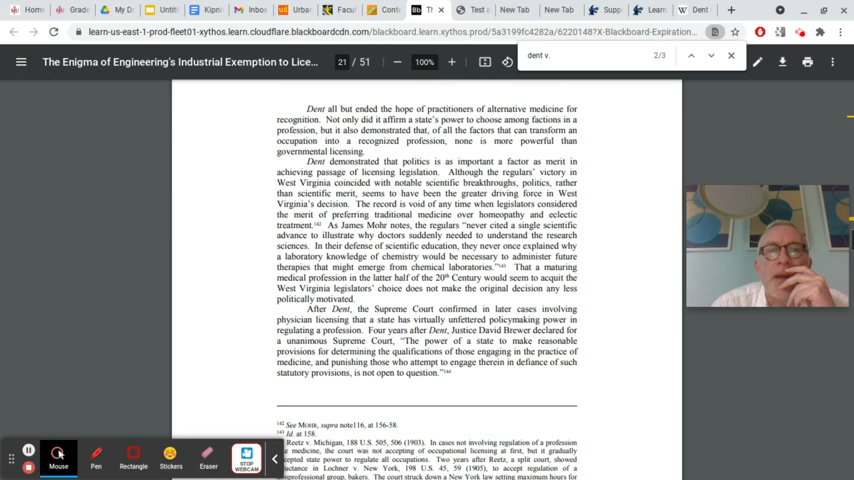 Home
Grade
My D
Untitl
Kipni
Inbox
Urba
Facul
Conte
Bb
Th
Test a
New Tab
New Tab
Supp
Learn
W
Dent
learn-us-east-1-prod-fleet01-xythos.learn.cloudflare.blackboardcdn.com/blackboard.learn.xythos.prod/5a3199fc4282a/6220148?X-Blackboard-Expiration...
The Enigma of Engineering's Industrial Exemption to Lice...
21 / 51
100%
dent v.
2/3
Dent all but ended the hope of practitioners of alternative medicine for
recognition. Not only did it affirm a state's power to choose among factions in a
profession, but it also demonstrated that, of all the factors that can transform an
occupation into a recognized profession, none is more powerful than
governmental licensing.
Dent demonstrated that politics is as important a factor as merit in
achieving passage of licensing legislation. Although the regulars' victory in
West Virginia coincided with notable scientific breakthroughs, politics, rather
than scientific merit, seems to have been the greater driving force in West
Virginia's decision. The record is void of any time when legislators considered
the merit of preferring traditional medicine over homeopathy and eclectic
treatment.142 As James Mohr notes, the regulars "never cited a single scientific
advance to illustrate why doctors suddenly needed to understand the research
sciences. In their defense of scientific education, they never once explained why
a laboratory knowledge of chemistry would be necessary to administer future
therapies that might emerge from chemical laboratories."143 That a maturing
medical profession in the latter half of the 20th Century would seem to acquit the
West Virginia legislators' choice does not make the original decision any less
politically motivated.
After Dent, the Supreme Court confirmed in later cases involving
physician licensing that a state has virtually unfettered policymaking power in
regulating a profession. Four years after Dent, Justice David Brewer declared for
a unanimous Supreme Court, "The power of a state to make reasonable
provisions for determining the qualifications of those engaging in the practice of
medicine, and punishing those who attempt to engage therein in defiance of such
statutory provisions, is not open to question."144
142 See MOHR, supra note116, at 156-58.
143 Id. at 158.
Reetz v. Michigan, 188 U.S. 505, 506 (1903). In cases not involving regulation of a profession
medicine, the court was not accepting of occupational licensing at first, but it gradually
cepted state power to regulate all occupations. Two years after Reetz, a split court, showed
uctance in Lochner v. New York, 198 U.S. 45, 59 (1905), to accept regulation of a
nonprofessional group, bakers. The court struck down a New York law setting maximum hours for
Mouse
Pen
Rectangle
Stickers
Eraser
STOP
WEBCAM